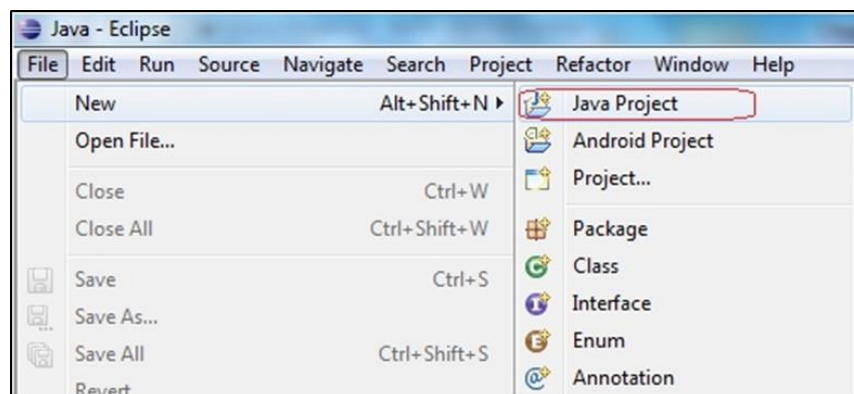 Java - Eclipse
File Edit Run Source Navigate Search Project Refactor Window Help
New Alt+Shift+N
Open File...
Close Ctrl+W
Close All Ctrl+Shift+W
Save Ctrl+S
Save As...
Save All Ctrl+Shift+S
Revert
Java Project
Android Project
Project...
Package
Class
Interface
Enum
Annotation